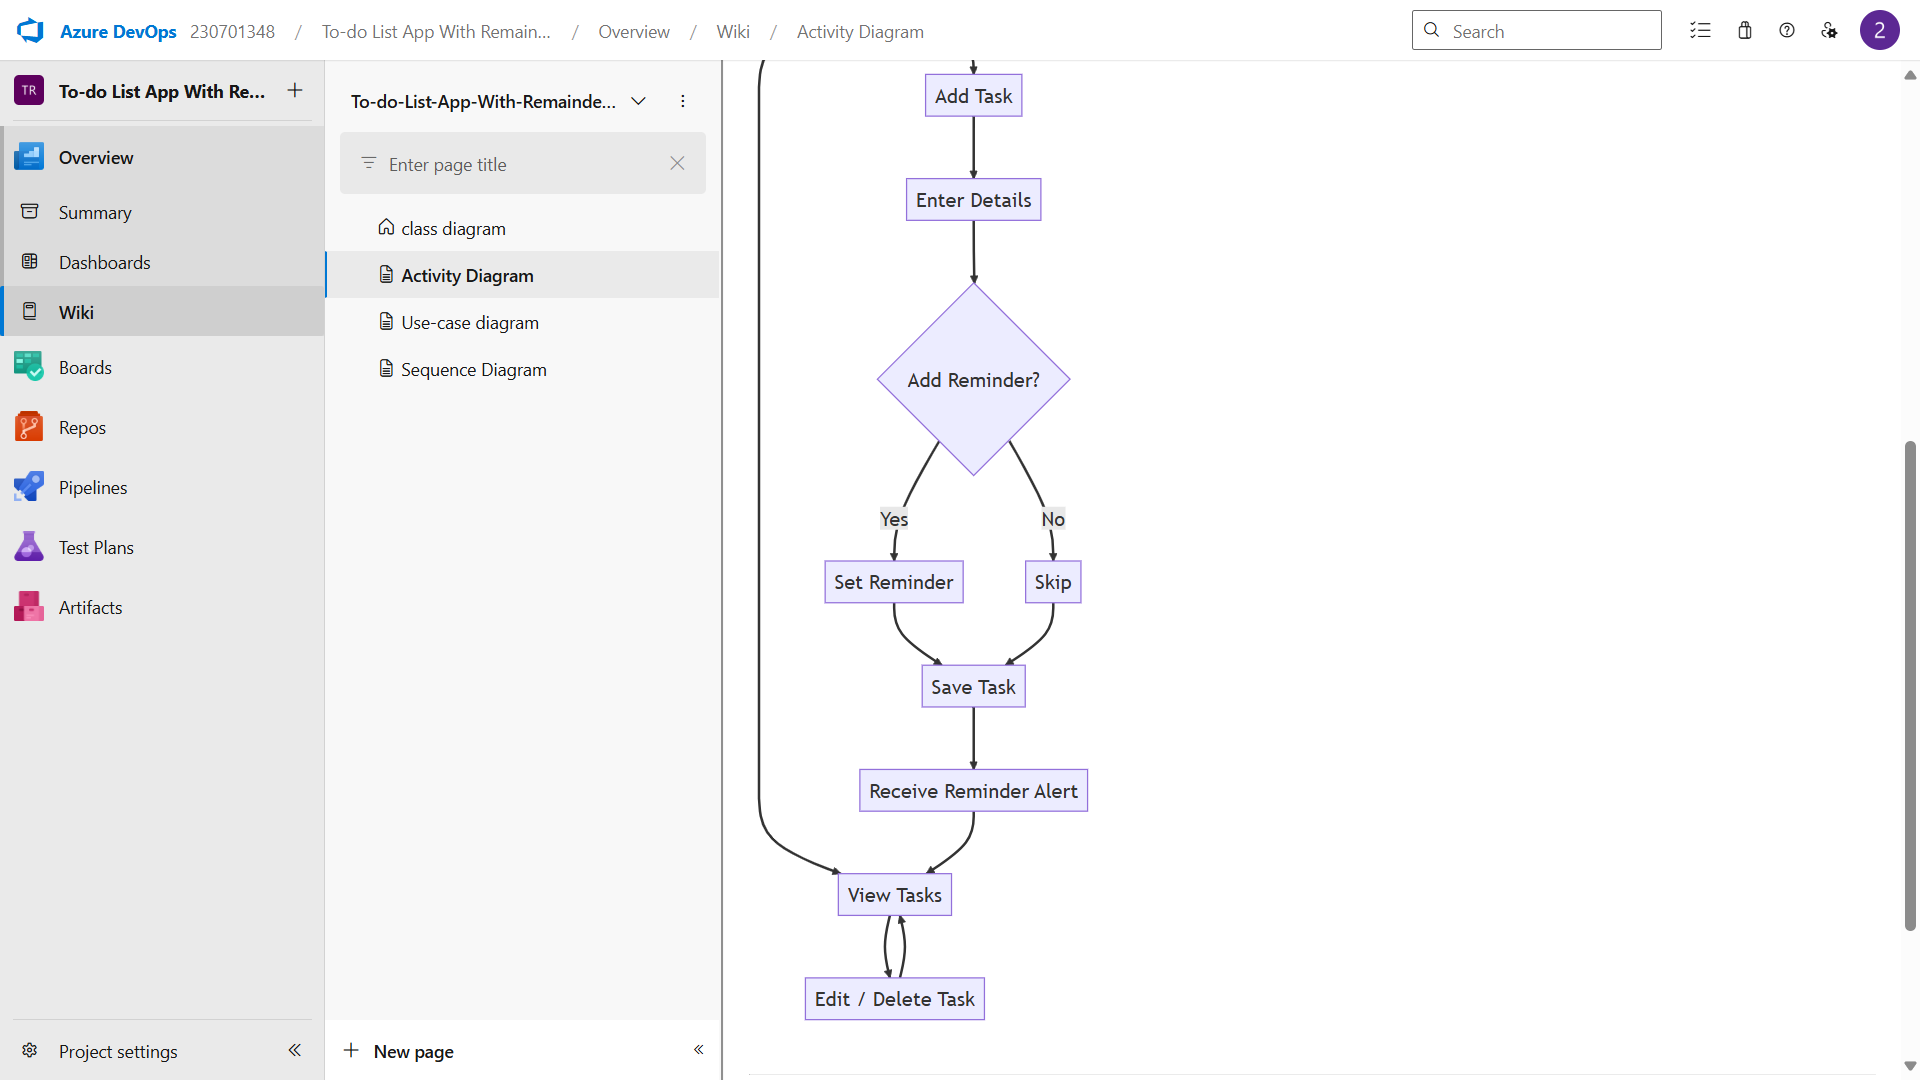 Azure DevOps 230701348 / To-do List App With Remain... / Overview / Wiki / Activity Diagram
Search
2
TR To-do List App With Re...
Overview
Summary
Dashboards
Wiki
Boards
Repos
Pipelines
Test Plans
Artifacts
Project settings
To-do-List-App-With-Remainde...
Enter page title
class diagram
Activity Diagram
Use-case diagram
Sequence Diagram
New page
Add Task
Enter Details
Add Reminder?
Yes
No
Set Reminder
Skip
Save Task
Receive Reminder Alert
View Tasks
Edit / Delete Task